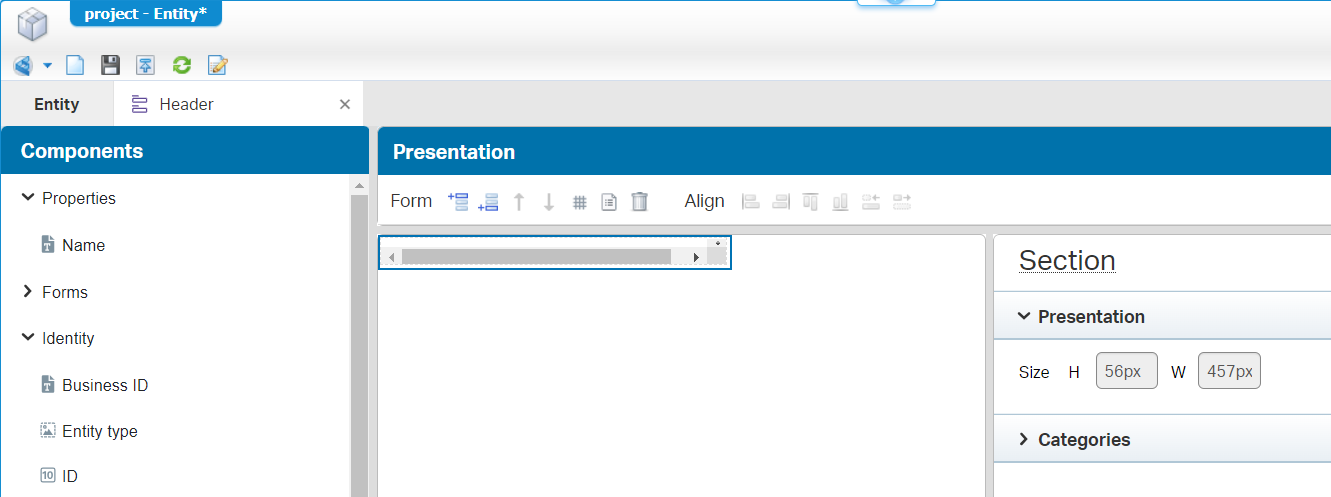 project - Entity*
Entity
Header
Components
Presentation
Properties
Form
Align
Name
Section
Forms
Presentation
Identity
Size H 56px W 457px
Business ID
Entity type
Categories
10 ID